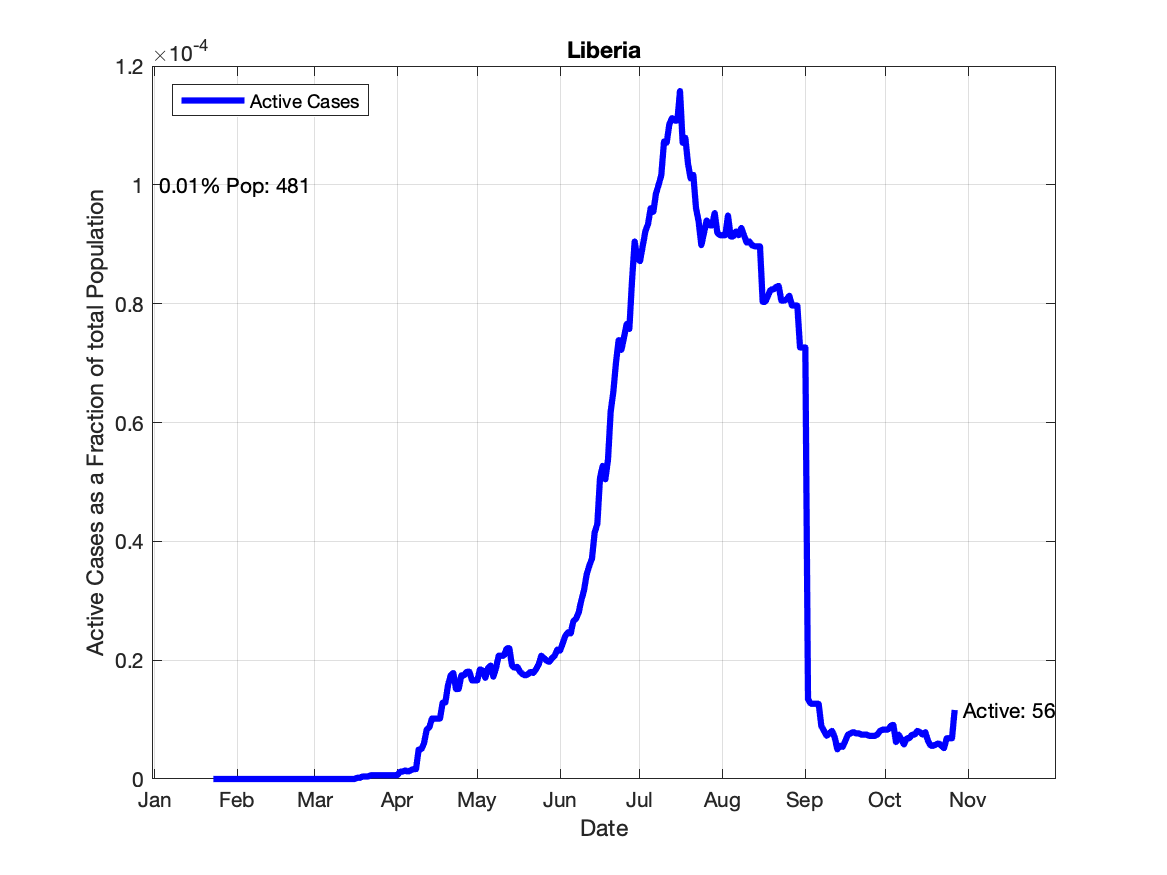 Liberia
×10-4
Active Cases
1.2
1
0.8
0.6
0.4
0.2
0
0.01% Pop: 481
Active: 56
Active Cases as a Fraction of total Population
Jan Feb Mar Apr May Jun Jul Aug Sep Oct Nov
Date